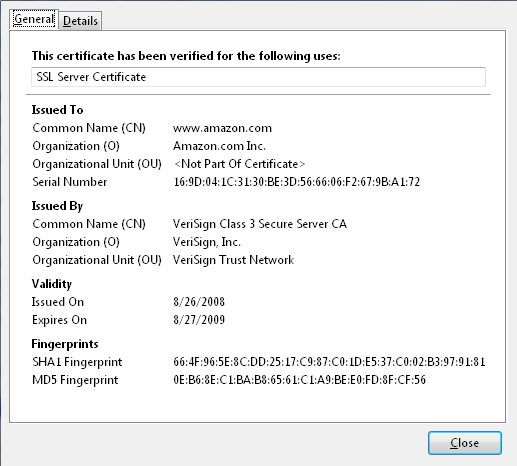 General Details
This certificate has been verified for the following uses:
SSL Server Certificate
Issued To
Common Name (CN) www.amazon.com
Organization (O) Amazon.com Inc.
Organizational Unit (OU) <Not Part Of Certificate>
Serial Number 16:9D:04:1C:31:30:BE:3D:56:66:06:F2:67:9B:A1:72
Issued By
Common Name (CN) VeriSign Class 3 Secure Server CA
Organization (O) VeriSign, Inc.
Organizational Unit (OU) VeriSign Trust Network
Validity
Issued On 8/26/2008
Expires On 8/27/2009
Fingerprints
SHA1 Fingerprint 66:4F:96:5E:8C:DD:25:17:C9:87:C0:1D:E5:37:C0:02:B3:97:91:81
MD5 Fingerprint 0E:B6:8E:C1:BA:B8:65:61:C1:A9:BE:E0:FD:8F:CF:56
Close